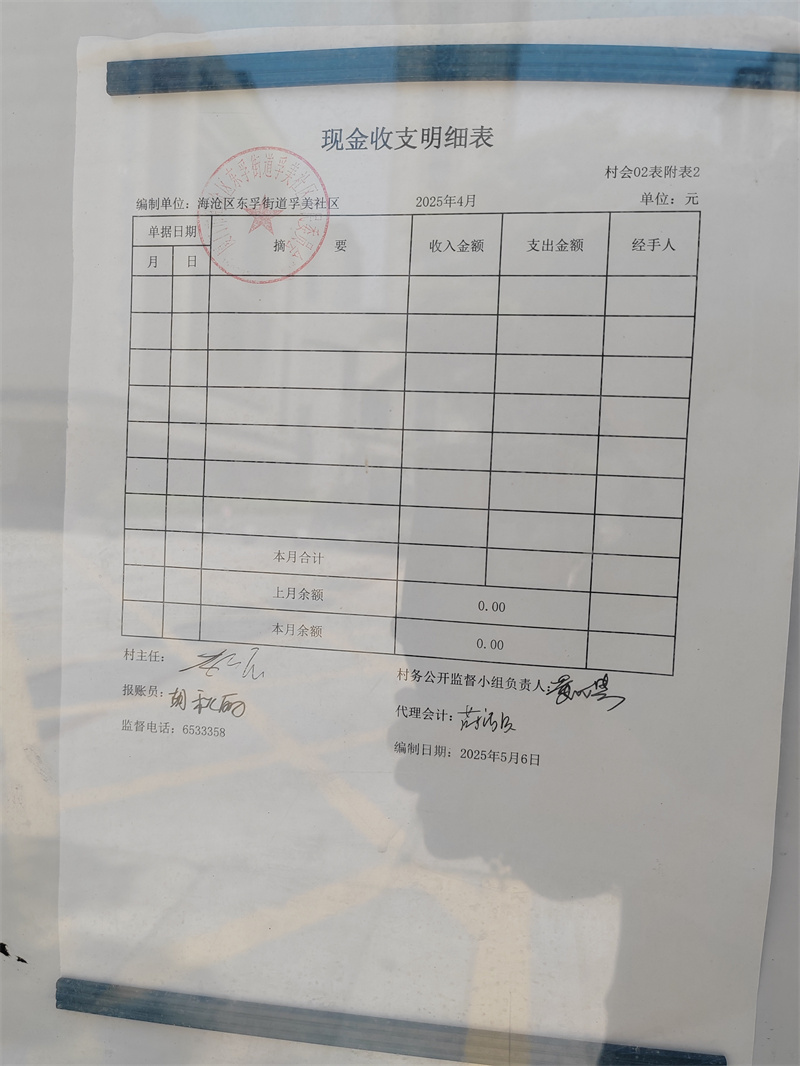 现金收支明细表
村会02表附表2
编制单位：海沧区东孚街道孚美社区 2025年4月 单位：元
单据日期 摘 要 收入金额 支出金额 经手人
月 日
本月合计
上月余额 0.00
本月余额 0.00
村主任：
村务公开监督小组负责人：
报账员：胡秋丽
代理会计：
监督电话：6533358
编制日期：2025年5月6日